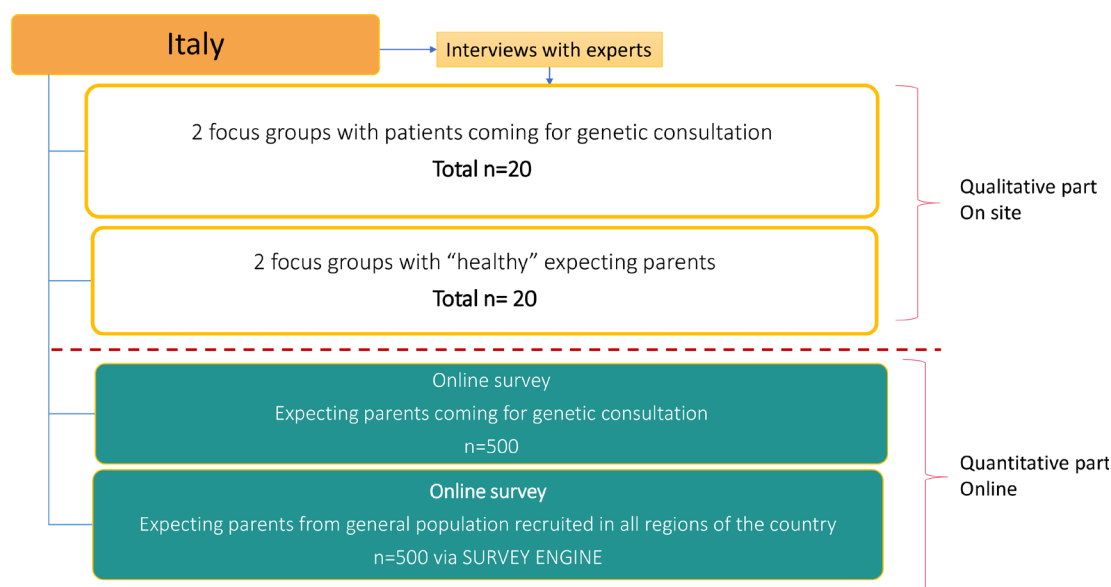 Italy
Interviews with experts
2 focus groups with patients coming for genetic consultation
Total n=20
Qualitative part
On site
2 focus groups with “healthy” expecting parents
Total n= 20
Online survey
Expecting parents coming for genetic consultation
n=500
Quantitative part
Online
Online survey
Expecting parents from general population recruited in all regions of the country
n=500 via SURVEY ENGINE